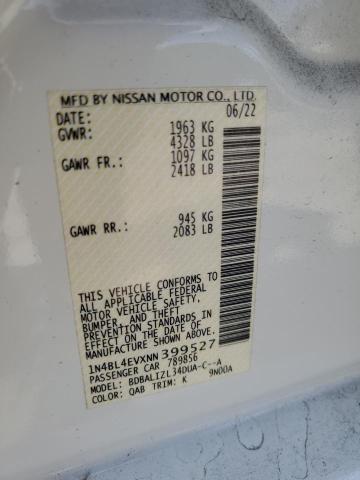 MFD BY NISSAN MOTOR CO., LTD.
DATE: 06/22
GVWR: 1963 KG
4328 LB
GAWR FR.: 1097 KG
2418 LB
GAWR RR.: 945 KG
2083 LB
THIS VEHICLE CONFORMS TO
ALL APPLICABLE FEDERAL
MOTOR VEHICLE SAFETY,
BUMPER, AND THEFT
PREVENTION STANDARDS IN
EFFECT ON THE DATE OF
MANUFACTURE SHOWN ABOVE.
1N4BL4EVXNN399527
PASSENGER CAR 789856
MODEL: BDBALIZL34DUA-C--A
COLOR: QAB TRIM: K 9N00A